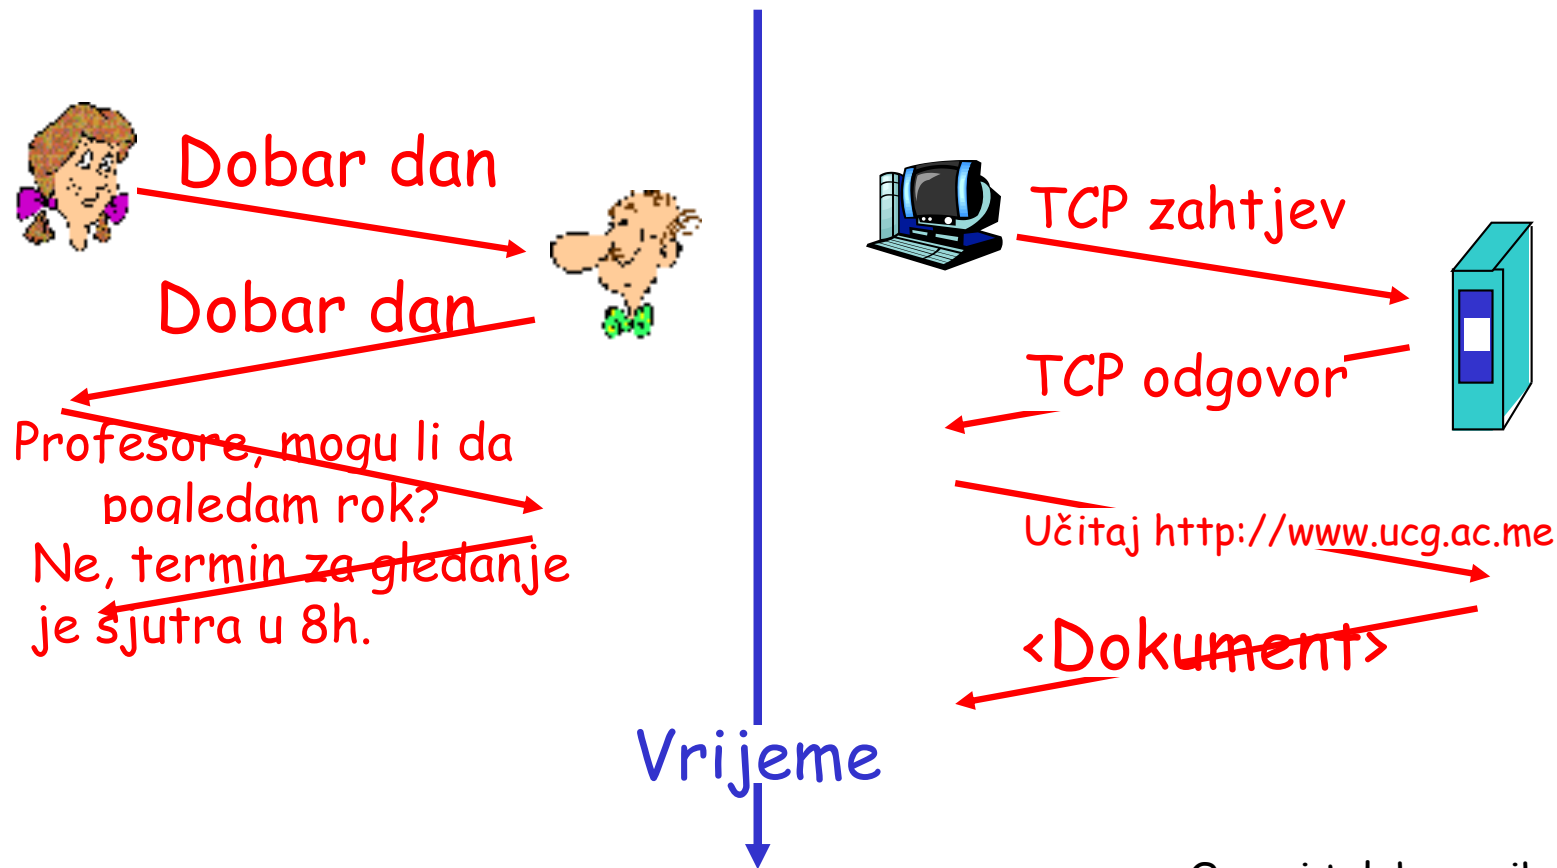 Dobar dan
Dobar dan
Profesore, mogu li da
pogledam rok?
Ne, termin za gledanje
je sjutra u 8h.
TCP zahtjev
TCP odgovor
Učitaj http://www.ucg.ac.me
<Dokument>
Vrijeme